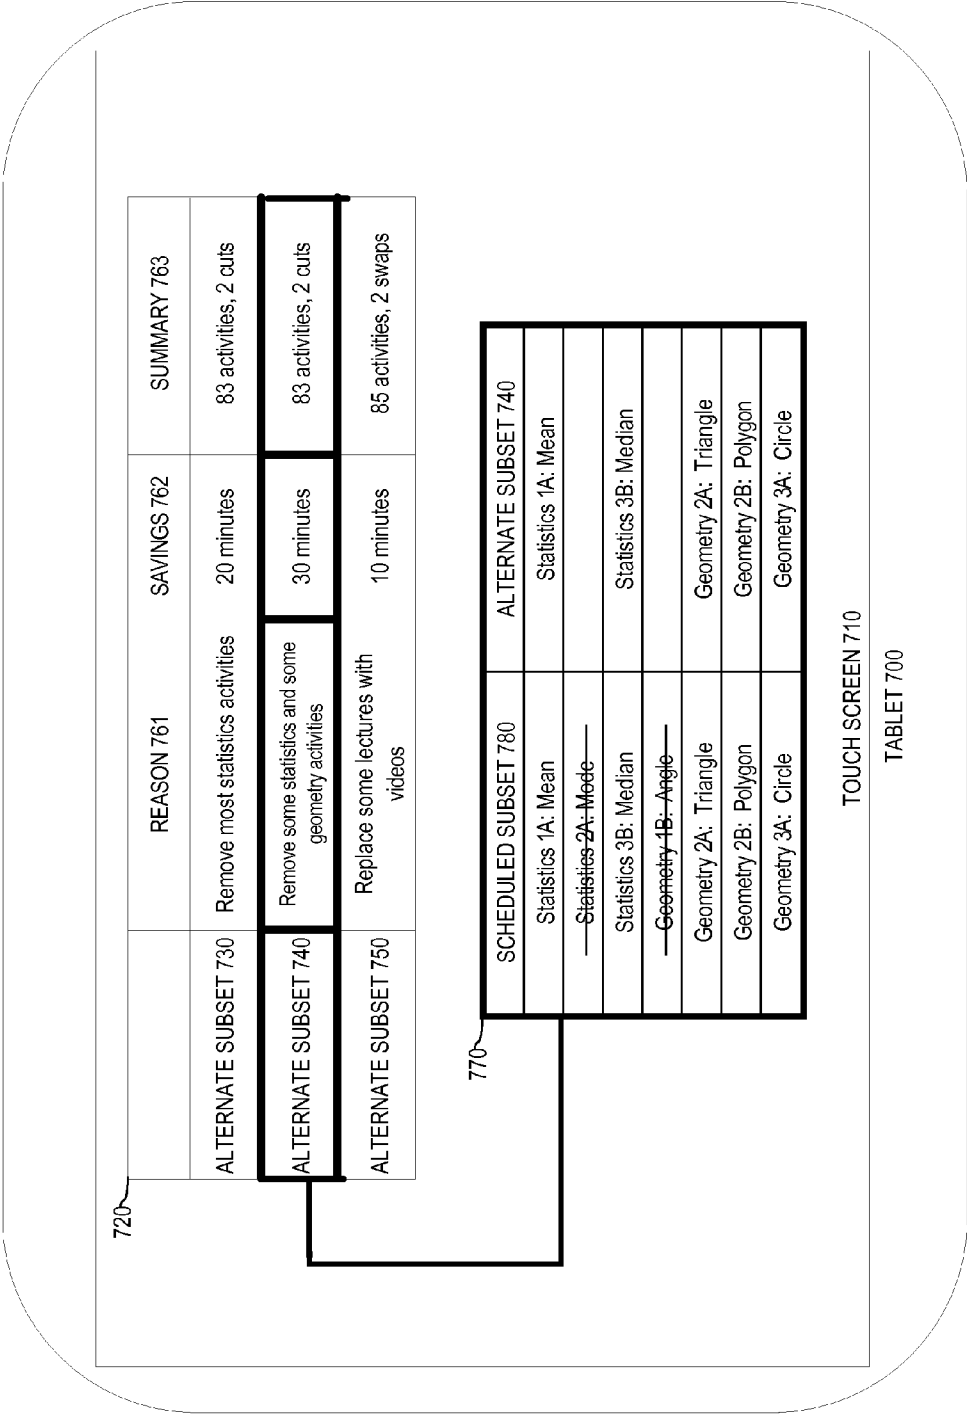 720
REASON 761 SAVINGS 762 SUMMARY 763
ALTERNATE SUBSET 730 Remove most statistics activities 20 minutes 83 activities, 2 cuts
ALTERNATE SUBSET 740 Remove some statistics and some 30 minutes 83 activities, 2 cuts
geometry activities
ALTERNATE SUBSET 750 Replace some lectures with 10 minutes 85 activities, 2 swaps
videos
770
SCHEDULED SUBSET 780 ALTERNATE SUBSET 740
Statistics 1A: Mean Statistics 1A: Mean
Statistics 2A: Mode
Statistics 3B: Median Statistics 3B: Median
Geometry 1B: Angle
Geometry 2A: Triangle Geometry 2A: Triangle
Geometry 2B: Polygon Geometry 2B: Polygon
Geometry 3A: Circle Geometry 3A: Circle
TOUCH SCREEN 710
TABLET 700